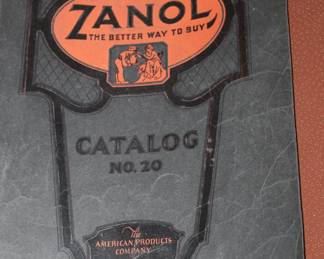 ZANOL
THE BETTER WAY TO BUY
CATALOG
NO. 20
The
AMERICAN PRODUCTS
COMPANY